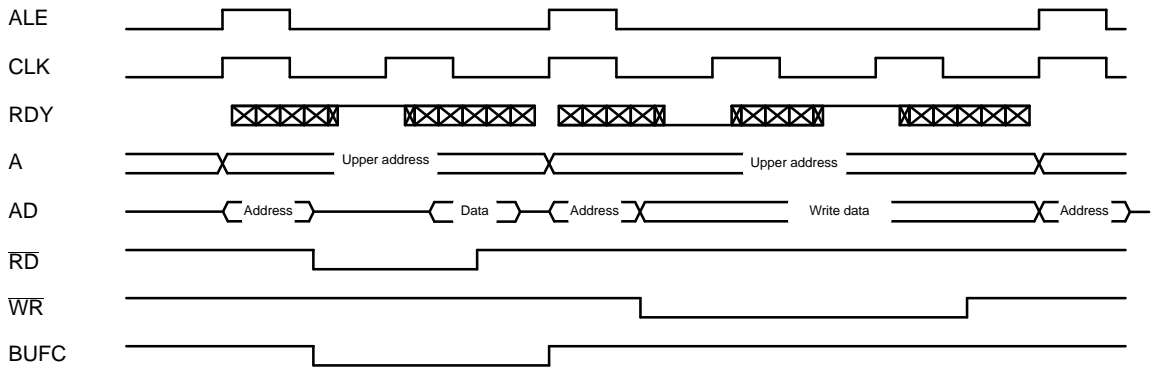 ALE
CLK
RDY
A Upper address Upper address
AD Address Data Address Write data Address
RD
WR
BUFC